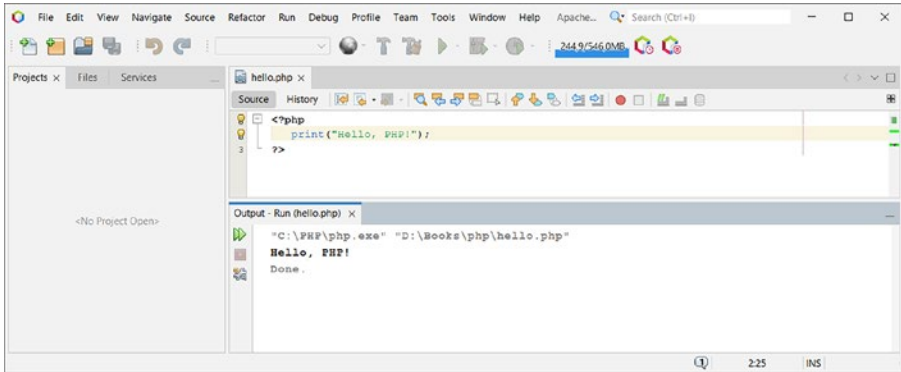 File Edit View Navigate Source Refactor Run Debug Profile Team Tools Window Help Apache... Search (Ctrl+I)
244.9/546.0MB
Projects Files Services
hello.php
Source History
<?php
print("Hello, PHP!");
3 ?>
<No Project Open>
Output - Run (hello.php)
"C:\PHP\php.exe" "D:\Books\php\hello.php"
Hello, PHP!
Done.
2:25 INS